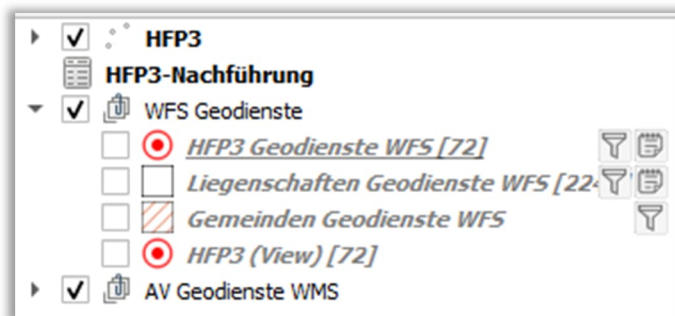 HFP3
HFP3-Nachführung
WFS Geodienste
HFP3 Geodienste WFS [72]
Liegenschaften Geodienste WFS
Gemeinden Geodienste WFS
HFP3 (View) [72]
AV Geodienste WMS